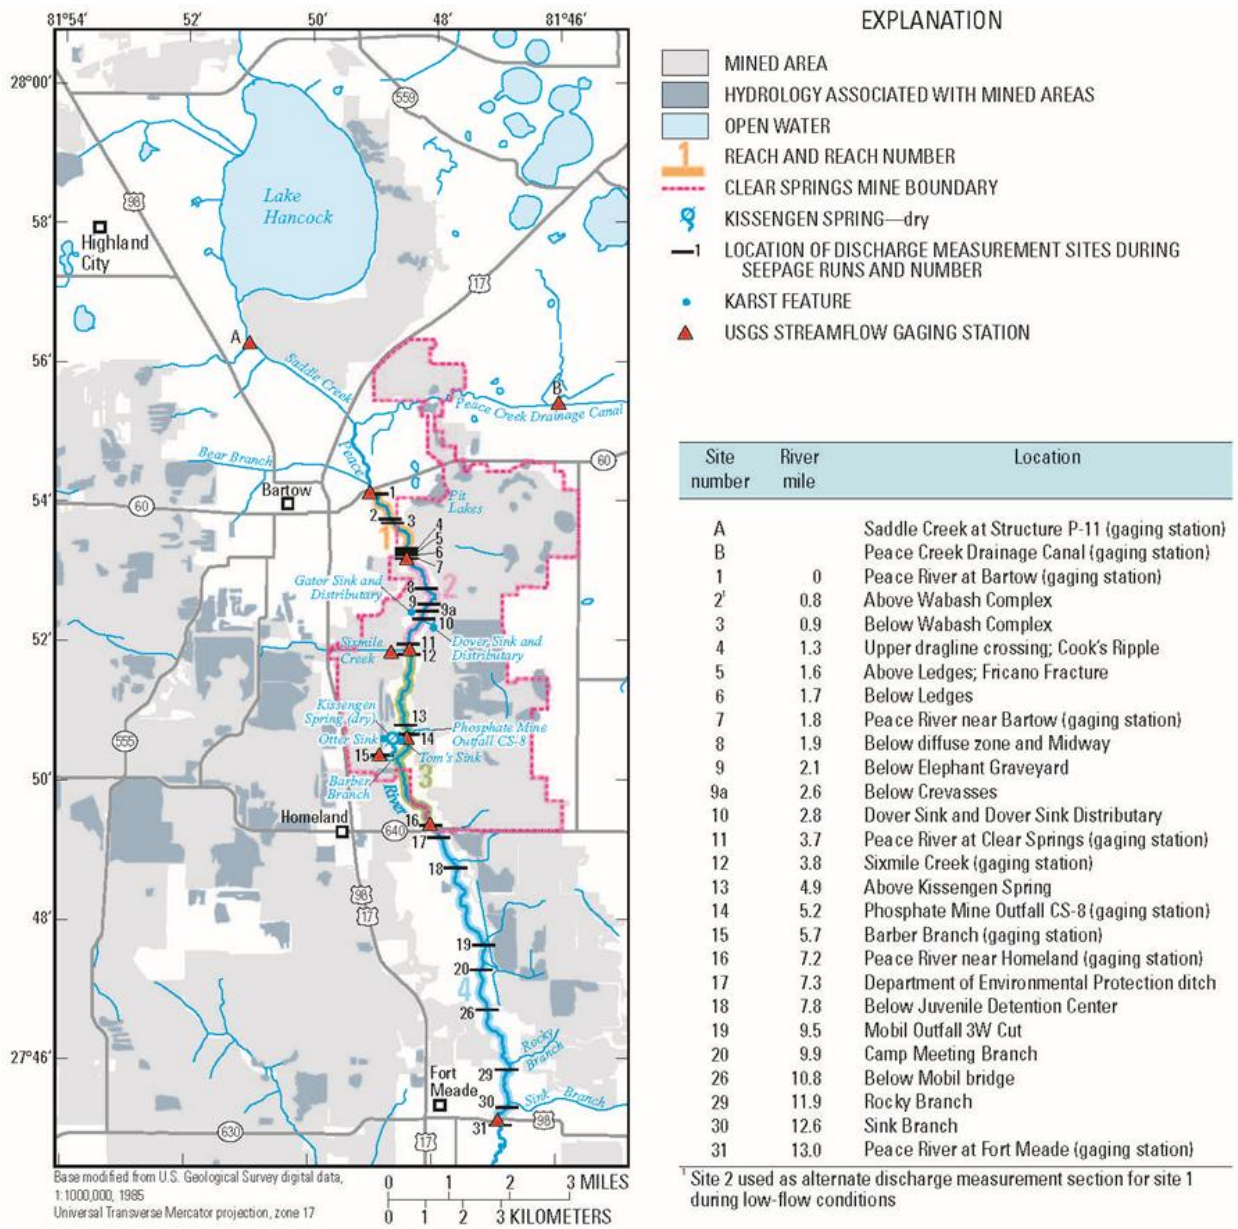 81°54′ 52′ 50′ 48′ 81°46′
28°00′
58′
56′
54′
52′
50′
48′
27°46′
559
98
Lake
Hancock
Highland
City
17
A
Saddle Creek
B
Peace Creek Drainage Canal
Peace
Bear Branch
60
Bartow
60
Pit
Lakes
1
2
3
1
4
5
6
7
2
8
Gator Sink and
Distributary
9
9a
10
Sixmile
Creek
11
12
Dover Sink and
Distributary
Kissengen
Spring (dry)
13
Phosphate Mine
Outfall CS-8
Otter Sink
14
15
Tom's Sink
555
Barber
Branch
3
River
Homeland
640
16
17
18
98
17
19
20
4
26
Rocky
Branch
29
Fort
Meade
30
Sink Branch
31
98
630
17
Base modified from U.S. Geological Survey digital data,
1:1000,000, 1985
Universal Transverse Mercator projection, zone 17
0 1 2 3 MILES
0 1 2 3 KILOMETERS
EXPLANATION
MINED AREA
HYDROLOGY ASSOCIATED WITH MINED AREAS
OPEN WATER
1 REACH AND REACH NUMBER
CLEAR SPRINGS MINE BOUNDARY
KISSENGEN SPRING—dry
1 LOCATION OF DISCHARGE MEASUREMENT SITES DURING
SEEPAGE RUNS AND NUMBER
KARST FEATURE
USGS STREAMFLOW GAGING STATION
Site River Location
number mile
A Saddle Creek at Structure P-11 (gaging station)
B Peace Creek Drainage Canal (gaging station)
1 0 Peace River at Bartow (gaging station)
2¹ 0.8 Above Wabash Complex
3 0.9 Below Wabash Complex
4 1.3 Upper dragline crossing; Cook's Ripple
5 1.6 Above Ledges; Fricano Fracture
6 1.7 Below Ledges
7 1.8 Peace River near Bartow (gaging station)
8 1.9 Below diffuse zone and Midway
9 2.1 Below Elephant Graveyard
9a 2.6 Below Crevasses
10 2.8 Dover Sink and Dover Sink Distributary
11 3.7 Peace River at Clear Springs (gaging station)
12 3.8 Sixmile Creek (gaging station)
13 4.9 Above Kissengen Spring
14 5.2 Phosphate Mine Outfall CS-8 (gaging station)
15 5.7 Barber Branch (gaging station)
16 7.2 Peace River near Homeland (gaging station)
17 7.3 Department of Environmental Protection ditch
18 7.8 Below Juvenile Detention Center
19 9.5 Mobil Outfall 3W Cut
20 9.9 Camp Meeting Branch
26 10.8 Below Mobil bridge
29 11.9 Rocky Branch
30 12.6 Sink Branch
31 13.0 Peace River at Fort Meade (gaging station)
¹ Site 2 used as alternate discharge measurement section for site 1
during low-flow conditions